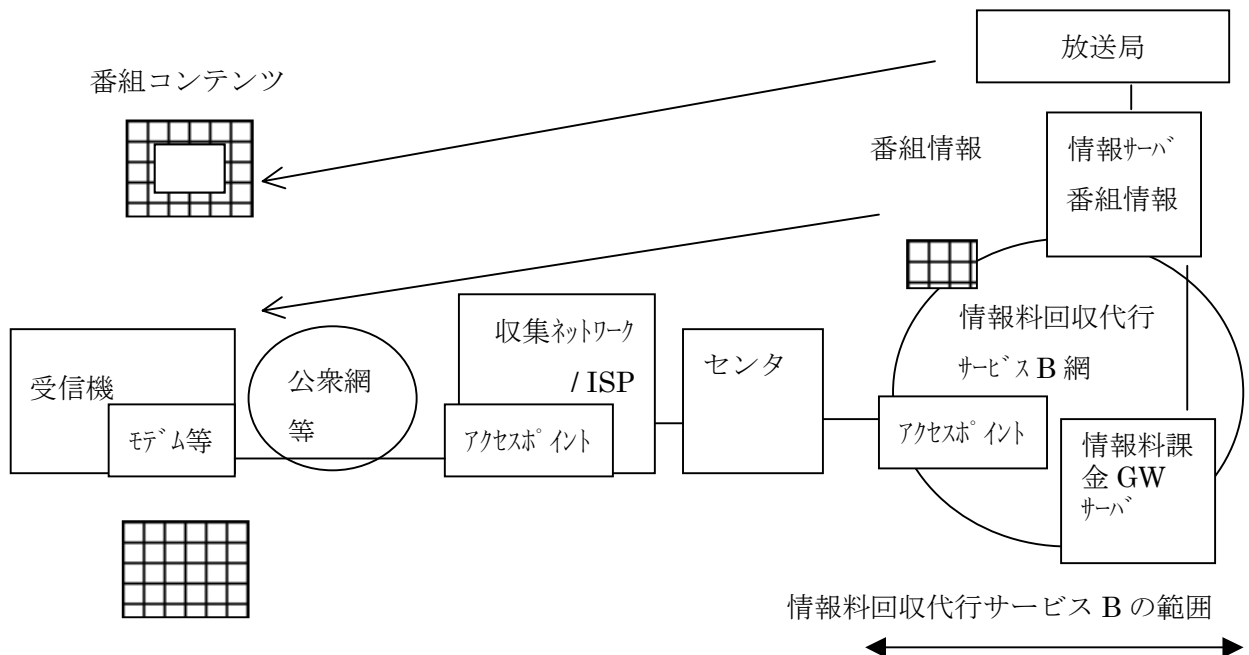 放送局
番組コンテンツ
番組情報
情報ｻｰﾊﾞ
番組情報
情報料回収代行
ｻｰﾋﾞｽ B 網
収集ﾈｯﾄﾜｰｸ
/ ISP
センタ
公衆網
等
受信機
ﾓﾃﾞﾑ等
ｱｸｾｽﾎﾟｲﾝﾄ
ｱｸｾｽﾎﾟｲﾝﾄ
情報料課
金 GW
ｻｰﾊﾞ
情報料回収代行サービス B の範囲